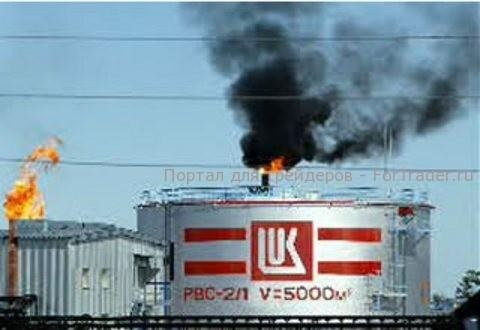 Портал для трейдеров - ForTrader.ru
LUK
РВС-2/1 V=5000м³